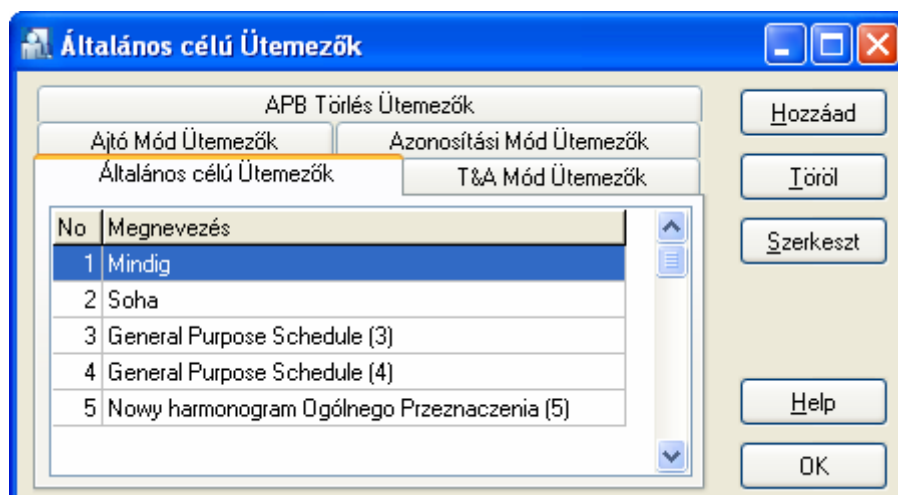 Általános célú Ütemezők
APB Törlés Ütemezők
Ajtó Mód Ütemezők
Azonosítási Mód Ütemezők
Általános célú Ütemezők
T&A Mód Ütemezők
No Megnevezés
1 Mindig
2 Soha
3 General Purpose Schedule (3)
4 General Purpose Schedule (4)
5 Nowy harmonogram Ogólnego Przeznaczenia (5)
Hozzáad
Töröl
Szerkeszt
Help
OK